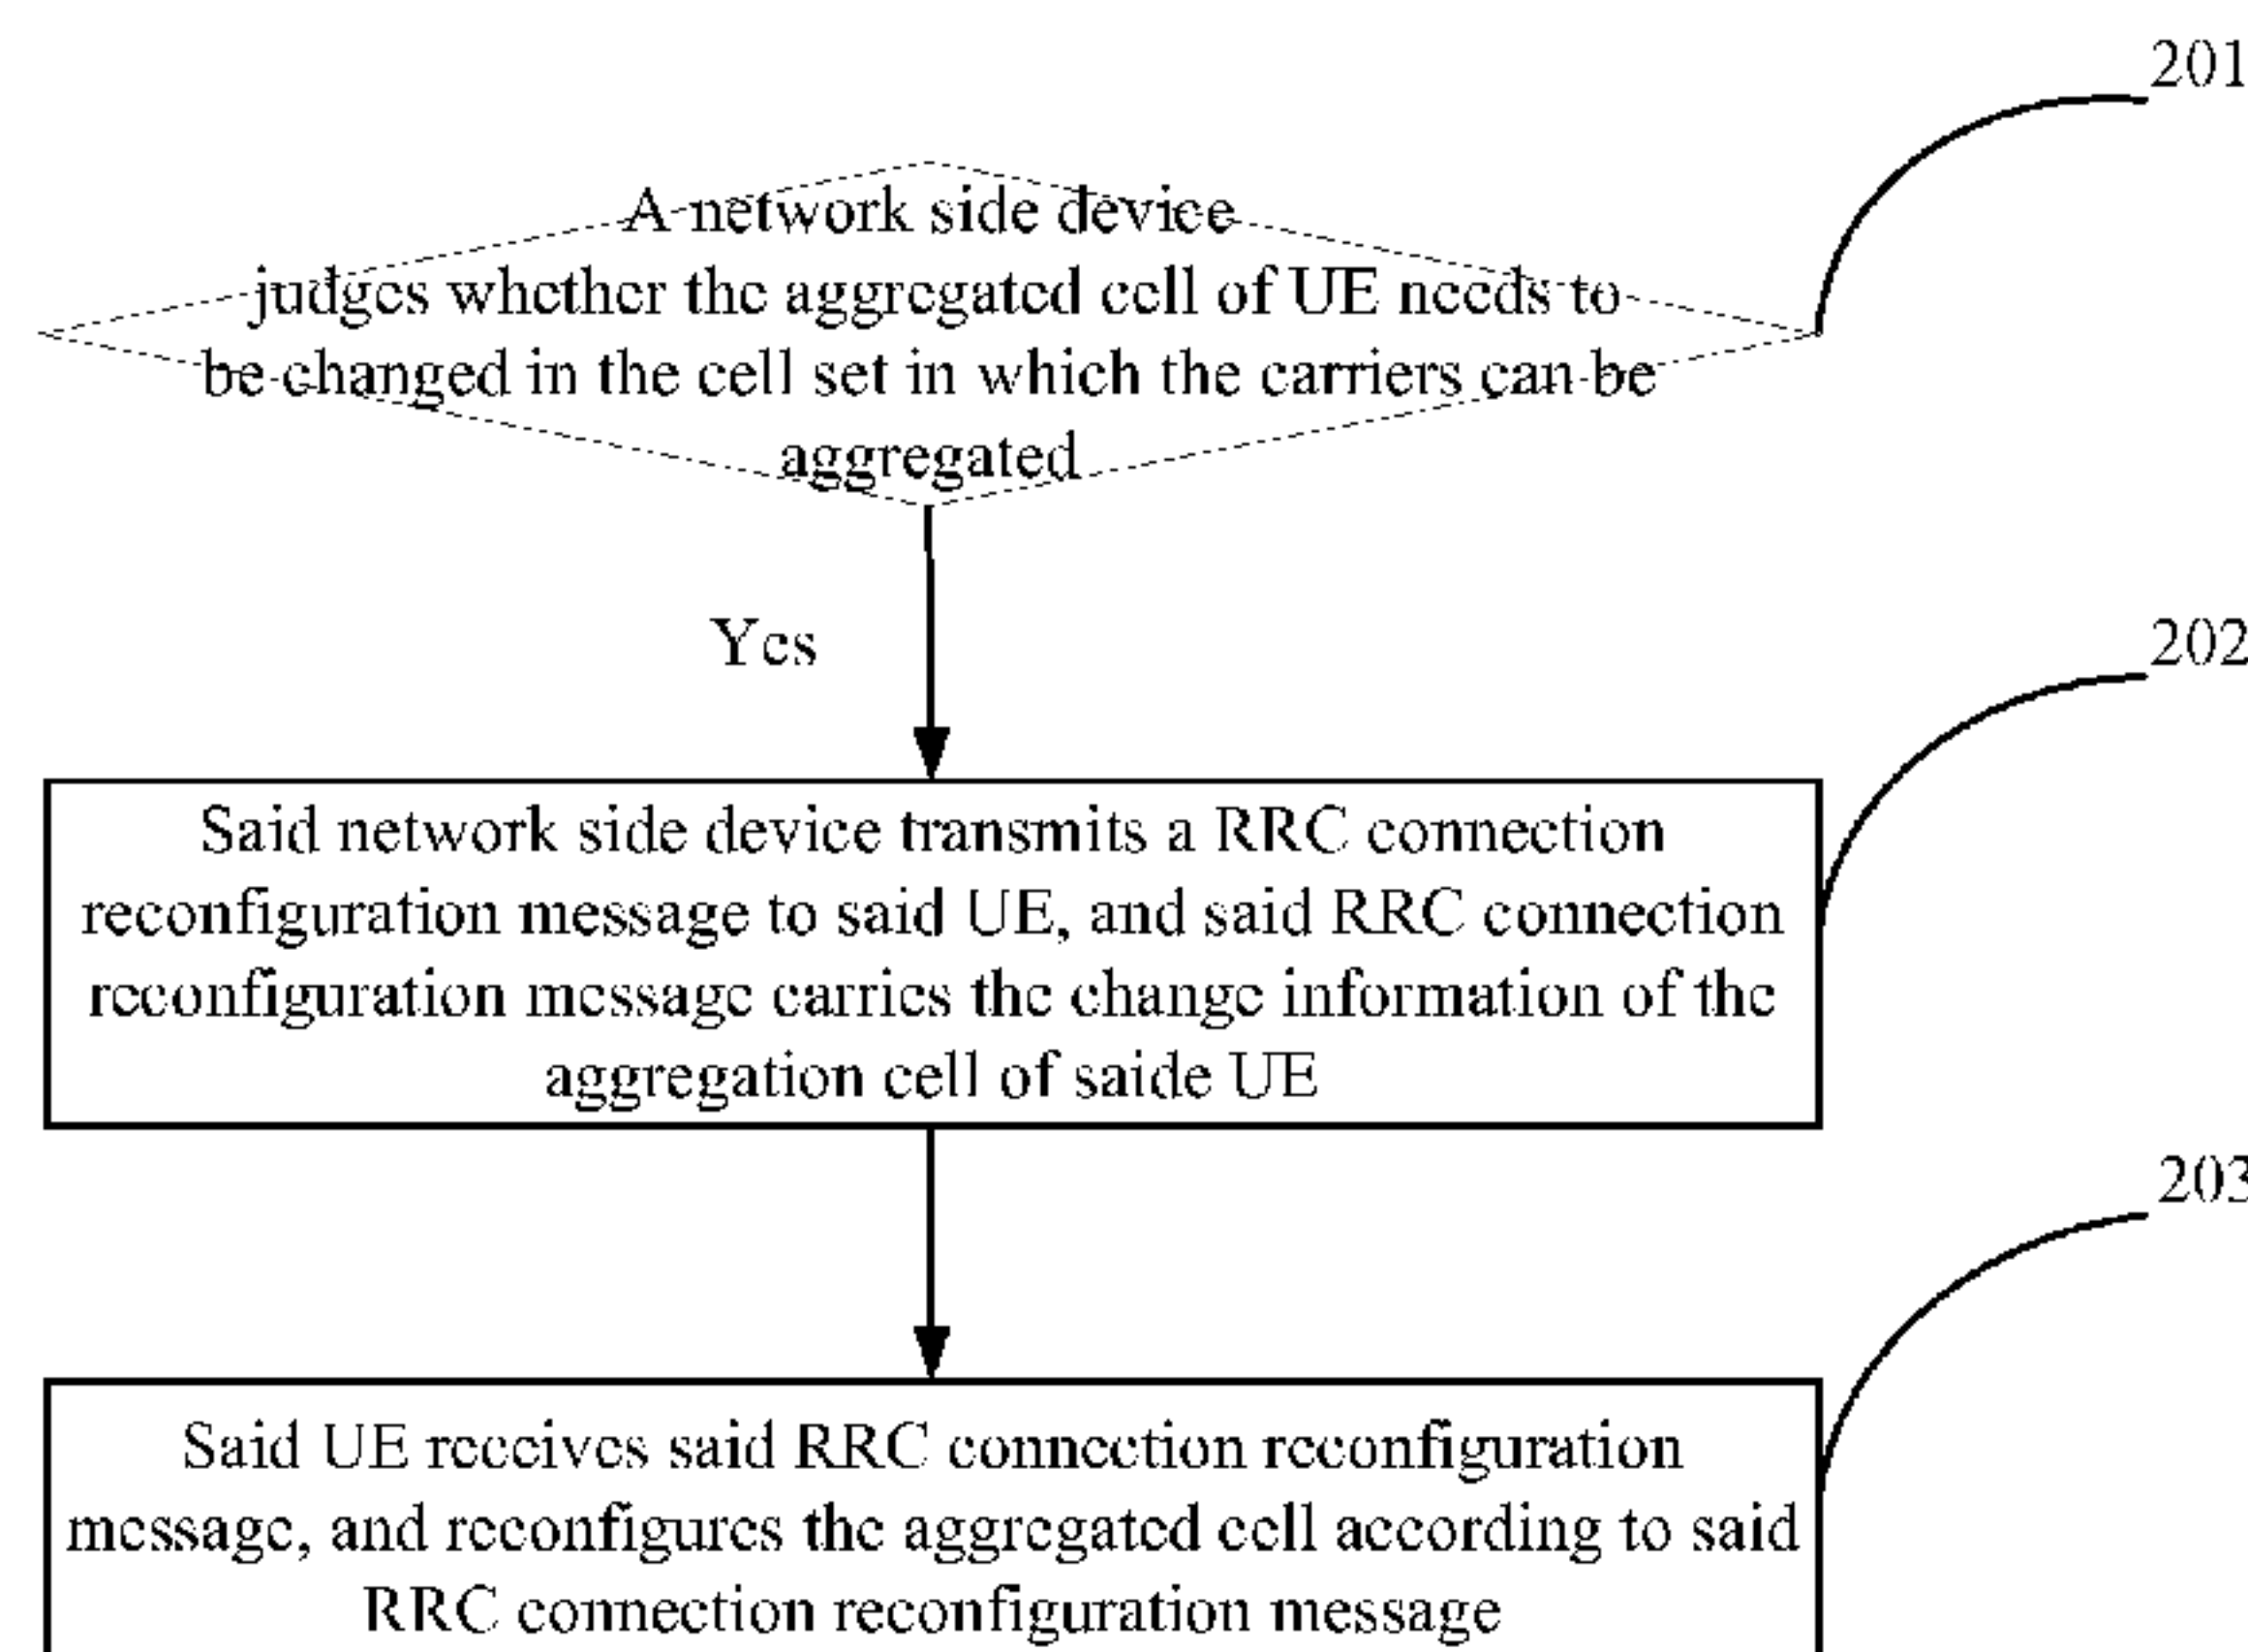 201
A network side device
judges whether the aggregated cell of UE needs to
be changed in the cell set in which the carriers can be
aggregated
Yes
202
Said network side device transmits a RRC connection
reconfiguration message to said UE, and said RRC connection
reconfiguration message carries the change information of the
aggregation cell of saide UE
203
Said UE receives said RRC connection reconfiguration
message, and reconfigures the aggregated cell according to said
RRC connection reconfiguration message